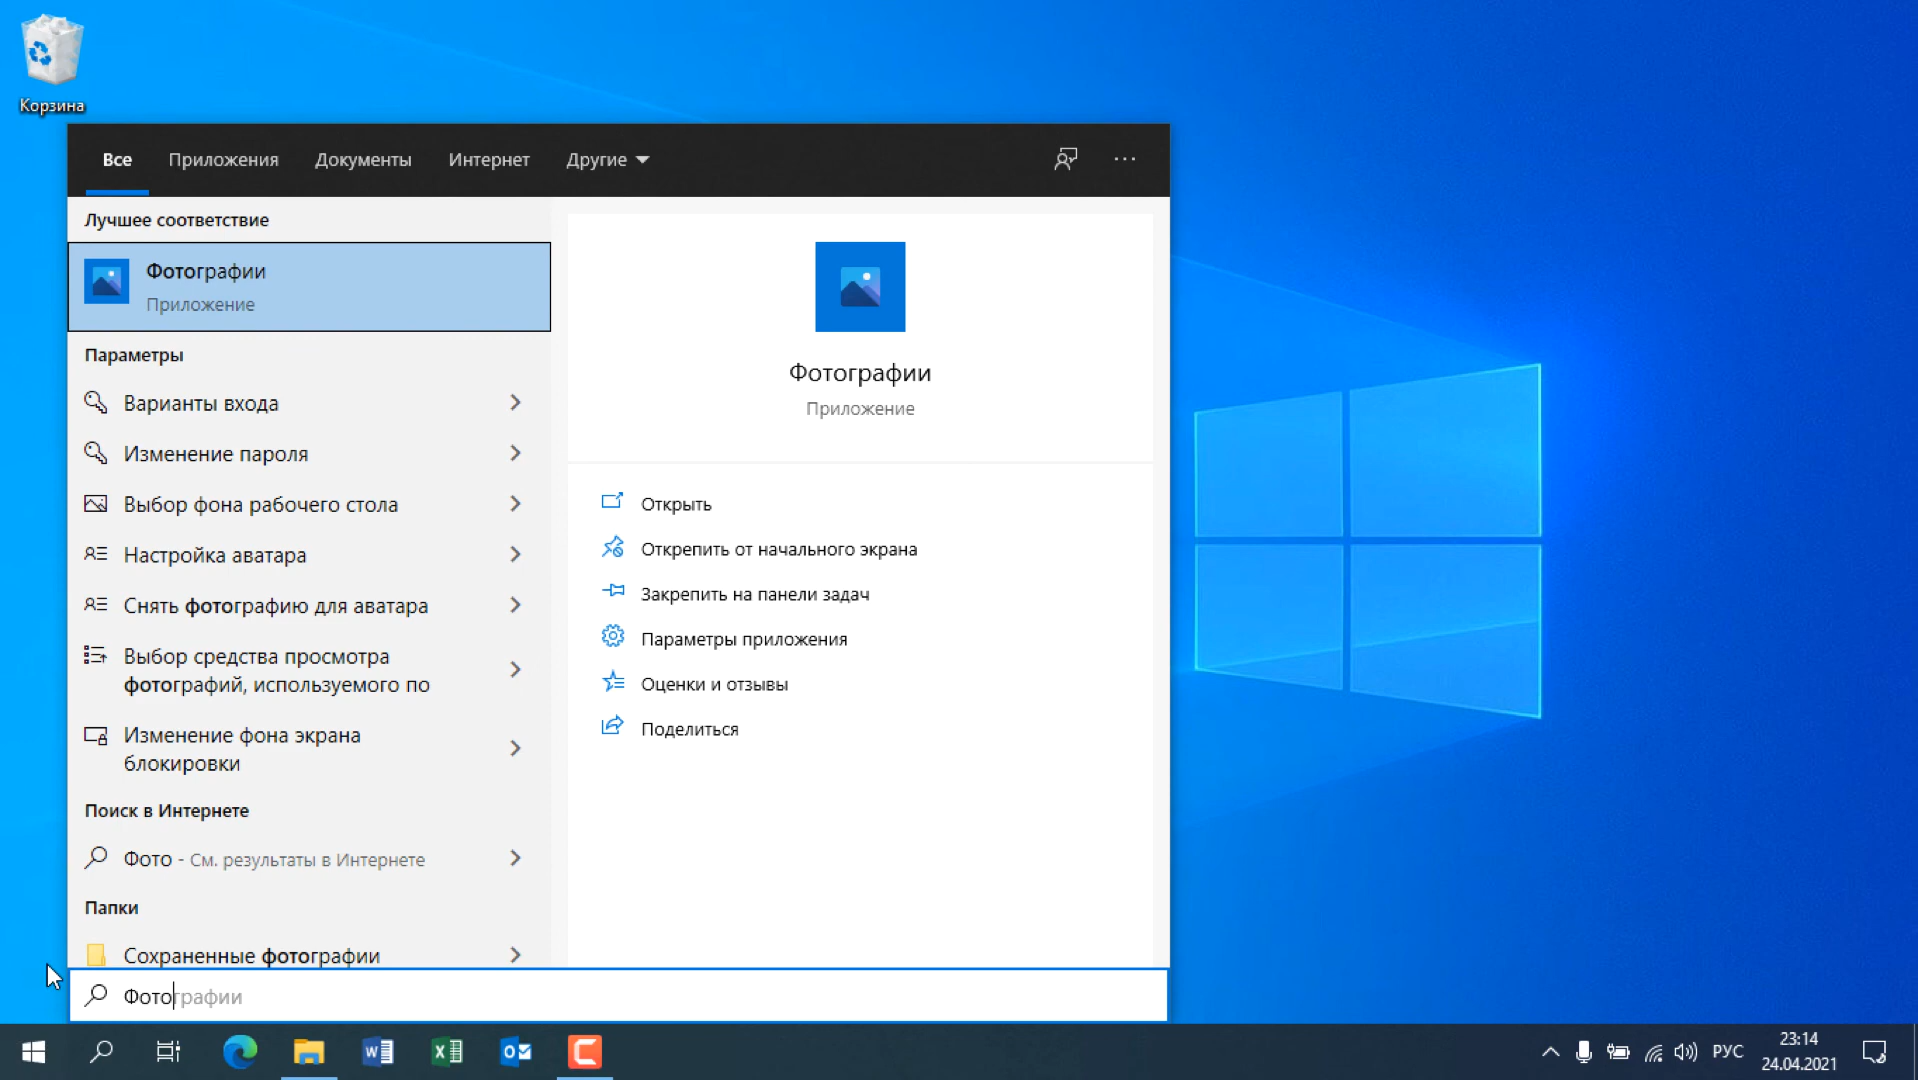 Корзина
Все Приложения Документы Интернет Другие
Лучшее соответствие
Фотографии
Приложение
Параметры
Варианты входа
Изменение пароля
Выбор фона рабочего стола
Настройка аватара
Снять фотографию для аватара
Выбор средства просмотра
фотографий, используемого по
Изменение фона экрана
блокировки
Поиск в Интернете
Фото - См. результаты в Интернете
Папки
Сохраненные фотографии
Фотографии
Приложение
Открыть
Открепить от начального экрана
Закрепить на панели задач
Параметры приложения
Оценки и отзывы
Поделиться
Фотографии
РУС
23:14
24.04.2021